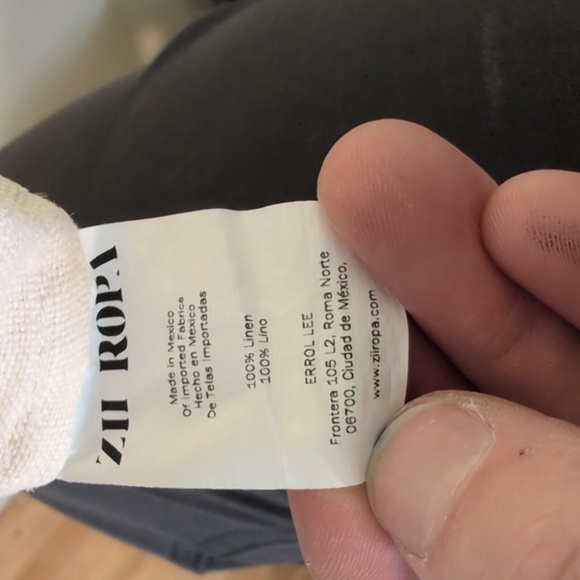 ZII ROPA
Made in Mexico
Of Imported Fabrica
Hecho en Mexico
De Telas Importadas
100% Linen
100% Lino
ERROL LEE
Frontera 105 L2, Roma Norte
06700, Ciudad de México,
www.ziiropa.com